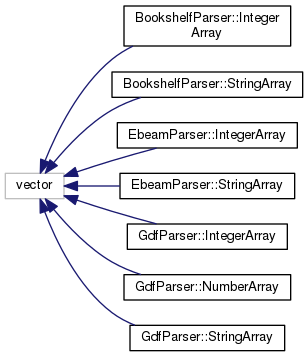 BookshelfParser::Integer
Array
BookshelfParser::StringArray
EbeamParser::IntegerArray
vector
EbeamParser::StringArray
GdfParser::IntegerArray
GdfParser::NumberArray
GdfParser::StringArray